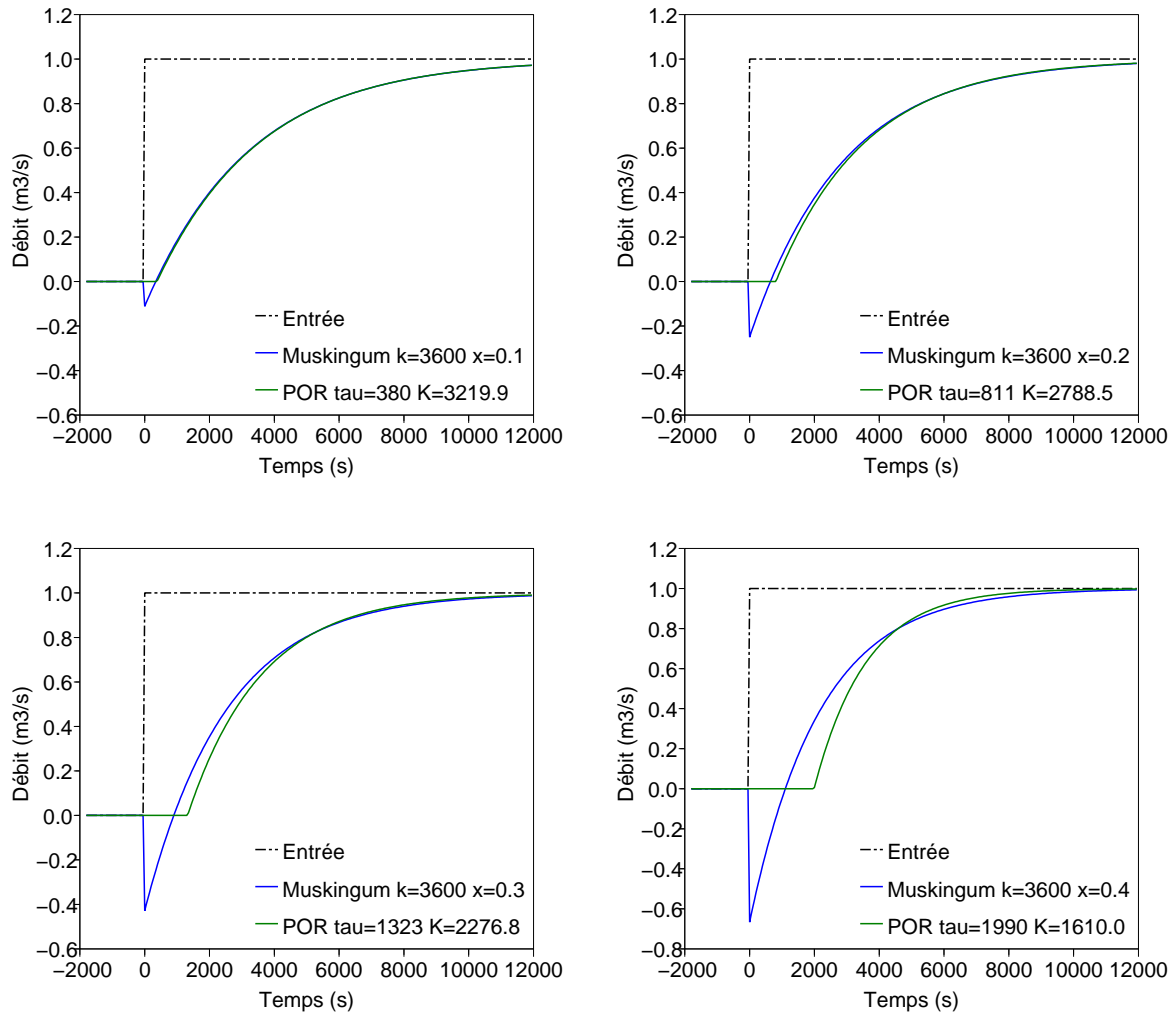 1.2
1.0
0.8
0.6
0.4
0.2
0.0
−0.2
−0.4
−0.6
Débit (m3/s)
Entrée
Muskingum k=3600 x=0.1
POR tau=380 K=3219.9
−2000 0 2000 4000 6000 8000 10000 12000
Temps (s)
1.2
1.0
0.8
0.6
0.4
0.2
0.0
−0.2
−0.4
−0.6
Débit (m3/s)
Entrée
Muskingum k=3600 x=0.2
POR tau=811 K=2788.5
−2000 0 2000 4000 6000 8000 10000 12000
Temps (s)
1.2
1.0
0.8
0.6
0.4
0.2
0.0
−0.2
−0.4
−0.6
Débit (m3/s)
Entrée
Muskingum k=3600 x=0.3
POR tau=1323 K=2276.8
−2000 0 2000 4000 6000 8000 10000 12000
Temps (s)
1.2
1.0
0.8
0.6
0.4
0.2
0.0
−0.2
−0.4
−0.6
−0.8
Débit (m3/s)
Entrée
Muskingum k=3600 x=0.4
POR tau=1990 K=1610.0
−2000 0 2000 4000 6000 8000 10000 12000
Temps (s)